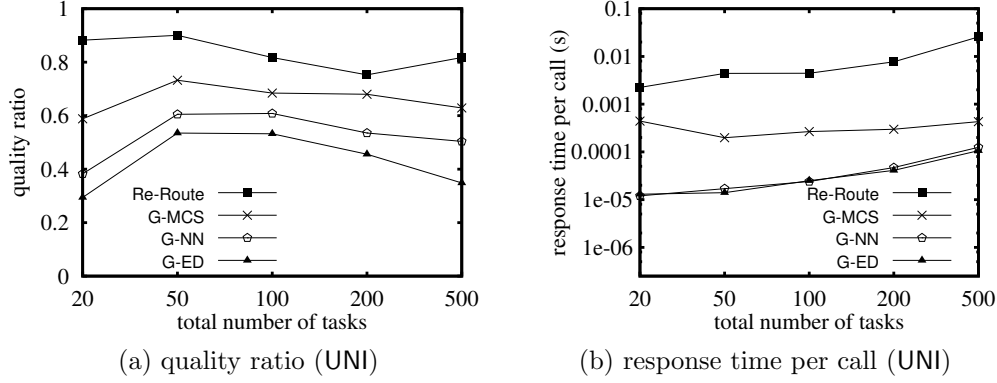 quality ratio
1
0.8
0.6
0.4
0.2
0
Re-Route
G-MCS
G-NN
G-ED
20 50 100 200 500
total number of tasks
(a) quality ratio (UNI)
response time per call (s)
0.1
0.01
0.001
0.0001
1e-05
1e-06
Re-Route
G-MCS
G-NN
G-ED
20 50 100 200 500
total number of tasks
(b) response time per call (UNI)